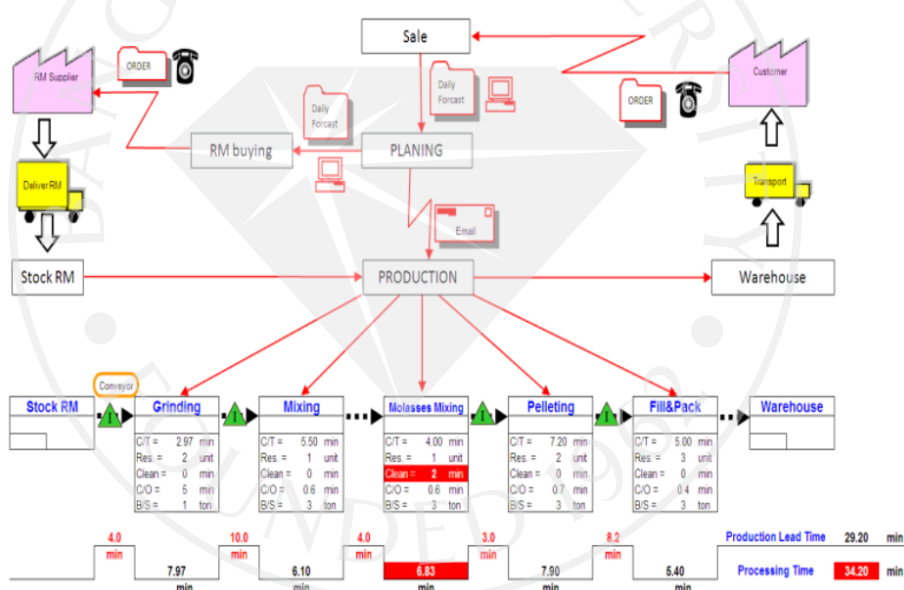 Sale
RM Supplier
ORDER
Customer
Daily
Forcast
Daily
Forcast
ORDER
RM buying
PLANING
Deliver RM
Transport
Email
Stock RM
PRODUCTION
Warehouse
Conveyor
Stock RM
I
Grinding
I
Mixing
Molasses Mixing
I
Pelleting
I
Fill&Pack
Warehouse
C/T = 2.97 min
Res. = 2 unit
Clean = 0 min
C/O = 5 min
B/S = 1 ton
C/T = 5.50 min
Res. = 1 unit
Clean = 0 min
C/O = 0.6 min
B/S = 3 ton
C/T = 4.00 min
Res. = 1 unit
Clean = 2 min
C/O = 0.6 min
B/S = 3 ton
C/T = 7.20 min
Res. = 2 unit
Clean = 0 min
C/O = 0.7 min
B/S = 3 ton
C/T = 5.00 min
Res. = 3 unit
Clean = 0 min
C/O = 0.4 min
B/S = 3 ton
4.0
min
10.0
min
4.0
min
3.0
min
8.2
min
Production Lead Time 29.20 min
7.97
min
6.10
min
6.83
min
7.90
min
5.40
min
Processing Time 34.20 min
FOUNDED 1962